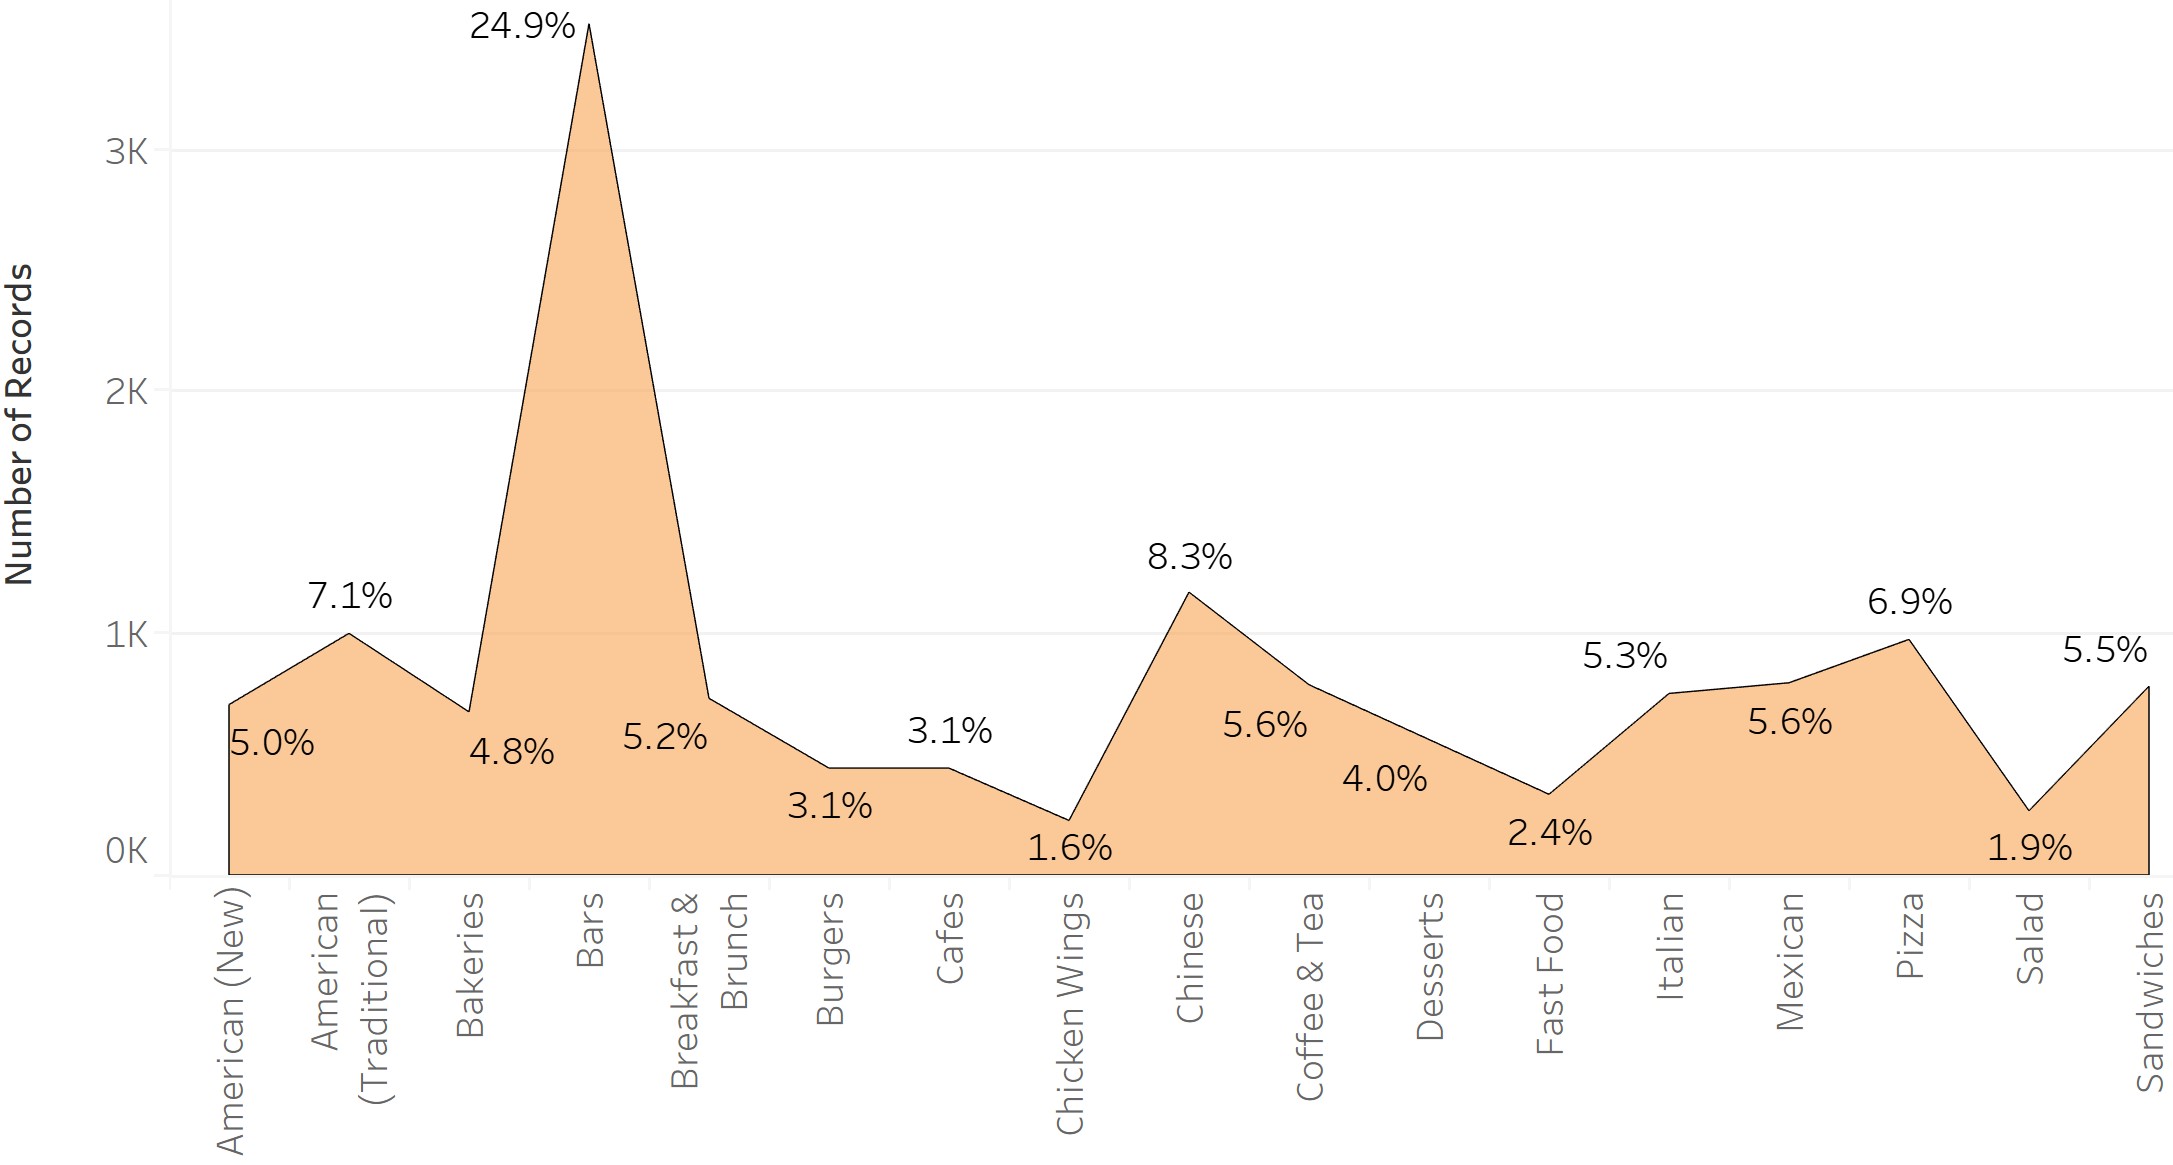 Number of Records
3K
2K
1K
0K
24.9%
7.1%
8.3%
6.9%
5.3%
5.5%
5.0%
4.8%
5.2%
3.1%
3.1%
1.6%
5.6%
4.0%
2.4%
5.6%
1.9%
American (New)
American
(Traditional)
Bakeries
Bars
Breakfast &
Brunch
Burgers
Cafes
Chicken Wings
Chinese
Coffee & Tea
Desserts
Fast Food
Italian
Mexican
Pizza
Salad
Sandwiches